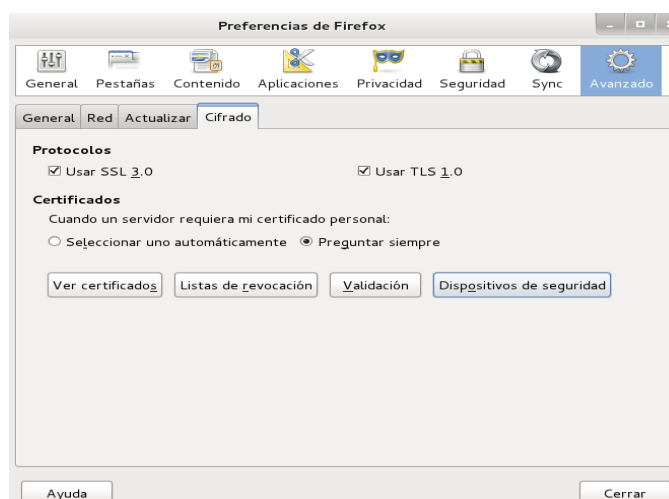 Preferencias de Firefox
General Pestañas Contenido Aplicaciones Privacidad Seguridad Sync Avanzado
General Red Actualizar Cifrado
Protocolos
Usar SSL 3.0 Usar TLS 1.0
Certificados
Cuando un servidor requiera mi certificado personal:
Seleccionar uno automáticamente Preguntar siempre
Ver certificados Listas de revocación Validación Dispositivos de seguridad
Ayuda Cerrar